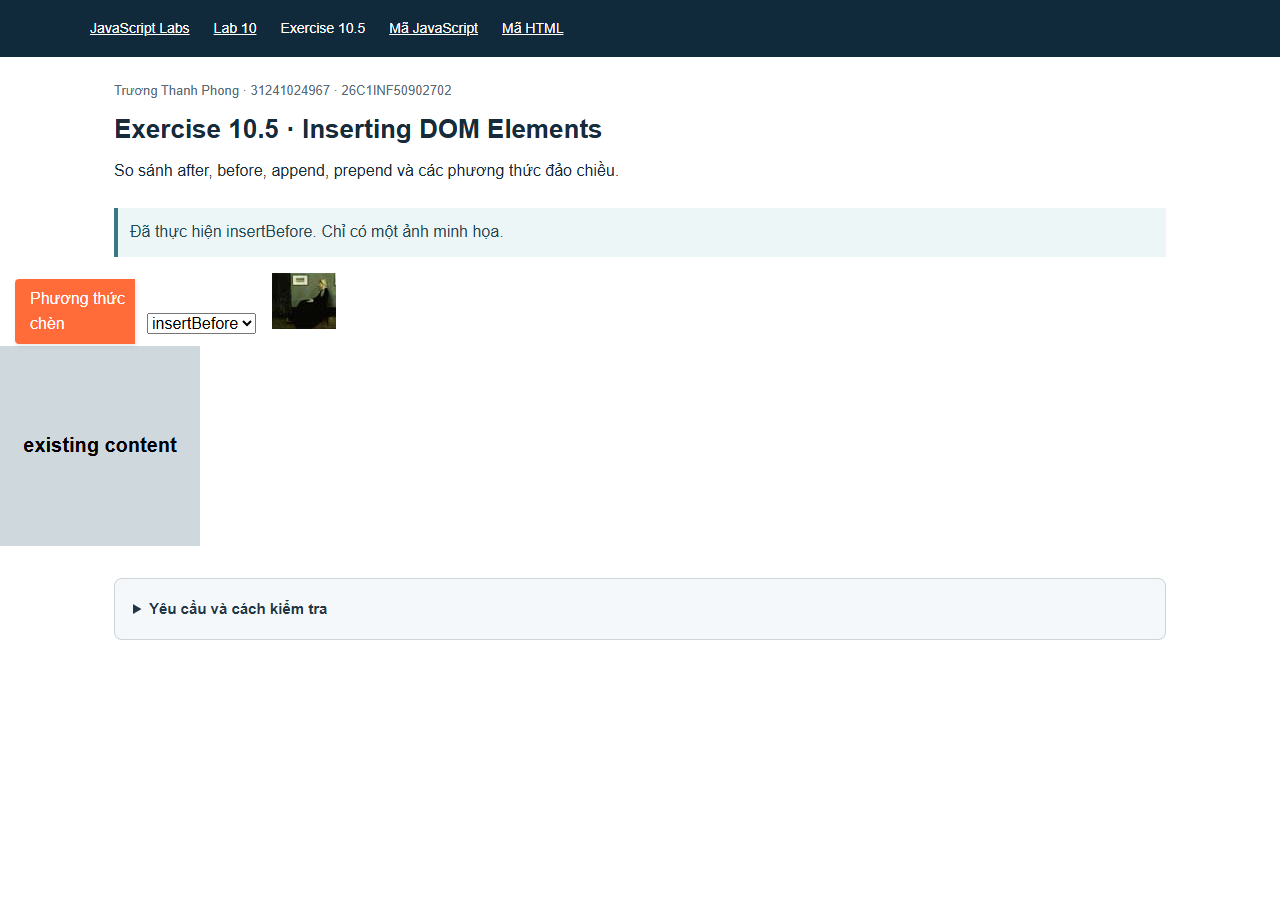 JavaScript Labs Lab 10 Exercise 10.5 Mã JavaScript Mã HTML
Trương Thanh Phong · 31241024967 · 26C1INF50902702
Exercise 10.5 · Inserting DOM Elements
So sánh after, before, append, prepend và các phương thức đảo chiều.
Đã thực hiện insertBefore. Chỉ có một ảnh minh họa.
Phương thức
chèn
insertBefore
existing content
Yêu cầu và cách kiểm tra